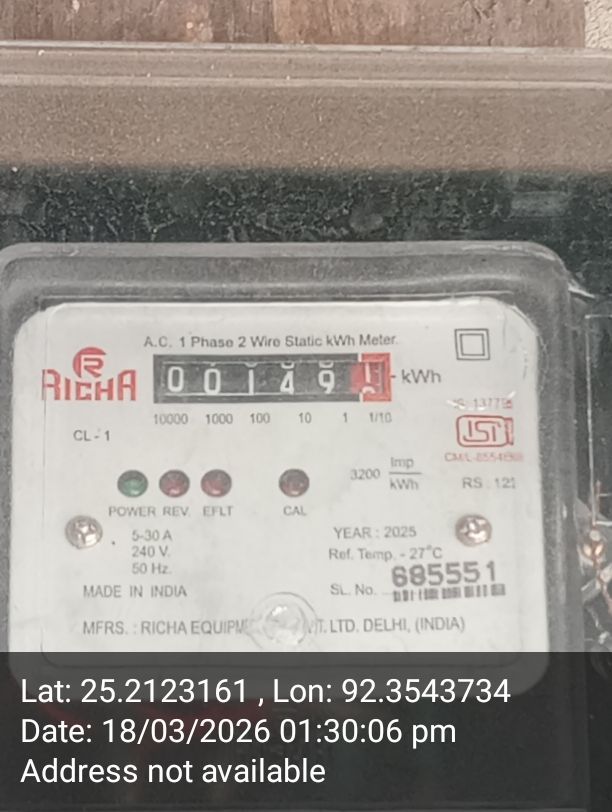 A.C. 1 Phase 2 Wire Static kWh Meter
RICHA
0 0 1 4 9 1 kWh
10000 1000 100 10 1 1/10
CL - 1
ISI
3200 Imp/kWh
RS : 121
POWER REV. EFLT CAL
5-30 A
240 V.
50 Hz.
YEAR : 2025
Ref. Temp. - 27°C
MADE IN INDIA
SL. No. 685551
MFRS. : RICHA T. LTD. DELHI, (INDIA)
Lat: 25.2123161 , Lon: 92.3543734
Date: 18/03/2026 01:30:06 pm
Address not available